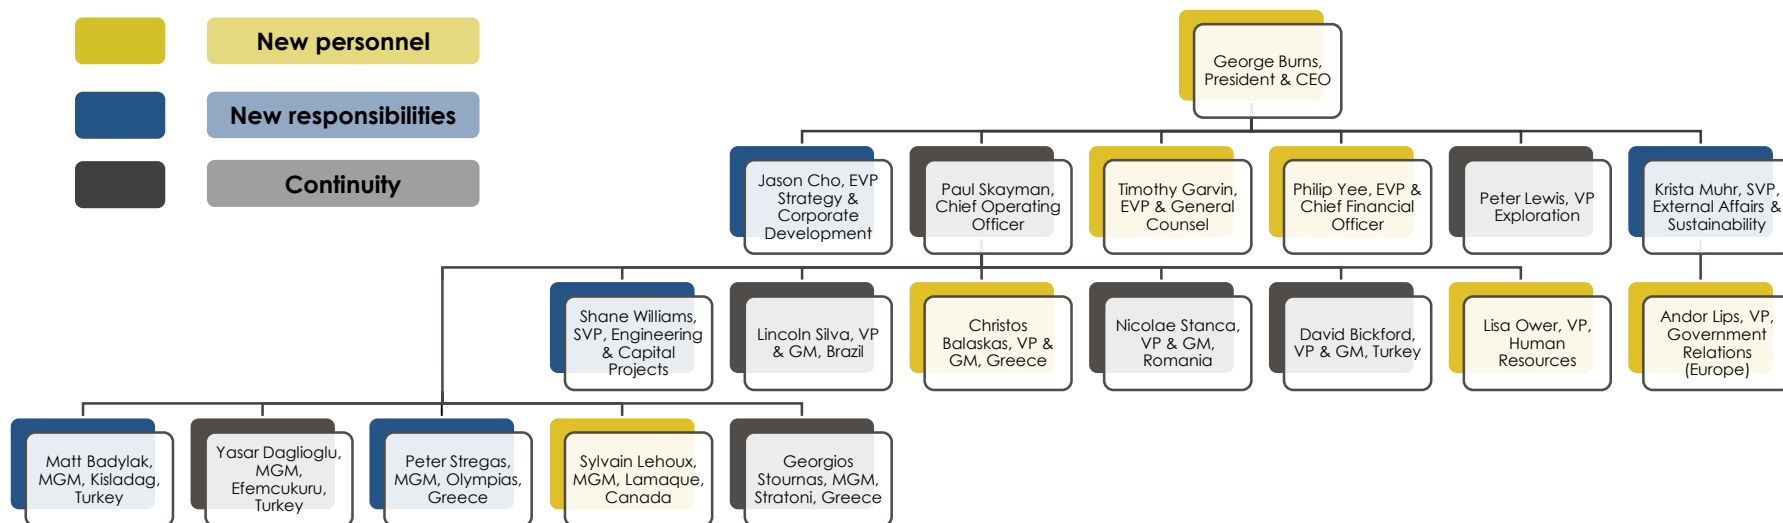 New personnel
New responsibilities
Continuity
George Burns,
President & CEO
Jason Cho, EVP
Strategy &
Corporate
Development
Paul Skayman,
Chief Operating
Officer
Timothy Garvin,
EVP & General
Counsel
Philip Yee, EVP &
Chief Financial
Officer
Peter Lewis, VP
Exploration
Krista Muhr, SVP,
External Affairs &
Sustainability
Shane Williams,
SVP, Engineering
& Capital
Projects
Lincoln Silva, VP
& GM, Brazil
Christos
Balaskas, VP &
GM, Greece
Nicolae Stanca,
VP & GM,
Romania
David Bickford,
VP & GM, Turkey
Lisa Ower, VP,
Human
Resources
Andor Lips, VP,
Government
Relations
(Europe)
Matt Badylak,
MGM, Kisladag,
Turkey
Yasar Daglioglu,
MGM,
Efemcukuru,
Turkey
Peter Stregas,
MGM, Olympias,
Greece
Sylvain Lehoux,
MGM, Lamaque,
Canada
Georgios
Stournas, MGM,
Stratoni, Greece